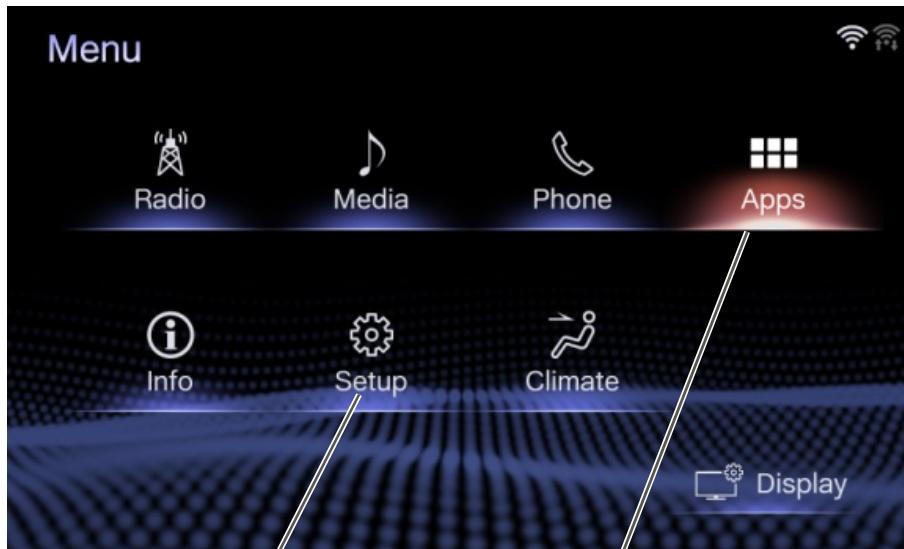 Menu
Radio
Media
Phone
Apps
Info
Setup
Climate
Display